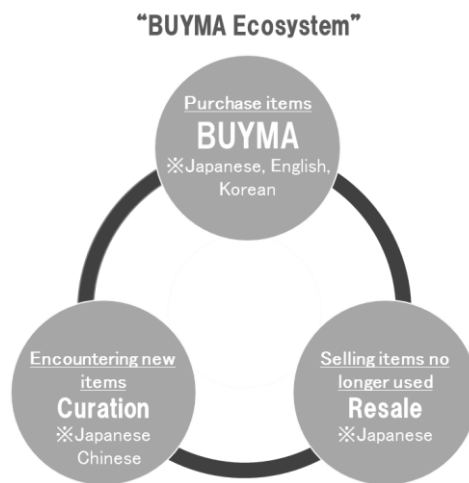 “BUYMA Ecosystem”
Purchase items
BUYMA
※Japanese, English,
Korean
Encountering new
items
Curation
※Japanese
Chinese
Selling items no
longer used
Resale
※Japanese